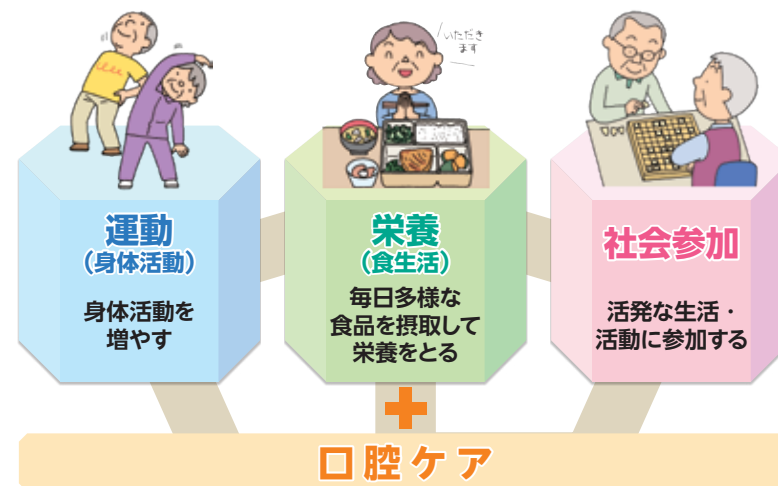 いただき
ます
運動
（身体活動）
身体活動を
増やす
栄養
（食生活）
毎日多様な
食品を摂取して
栄養をとる
社会参加
活発な生活・
活動に参加する
＋
口腔ケア